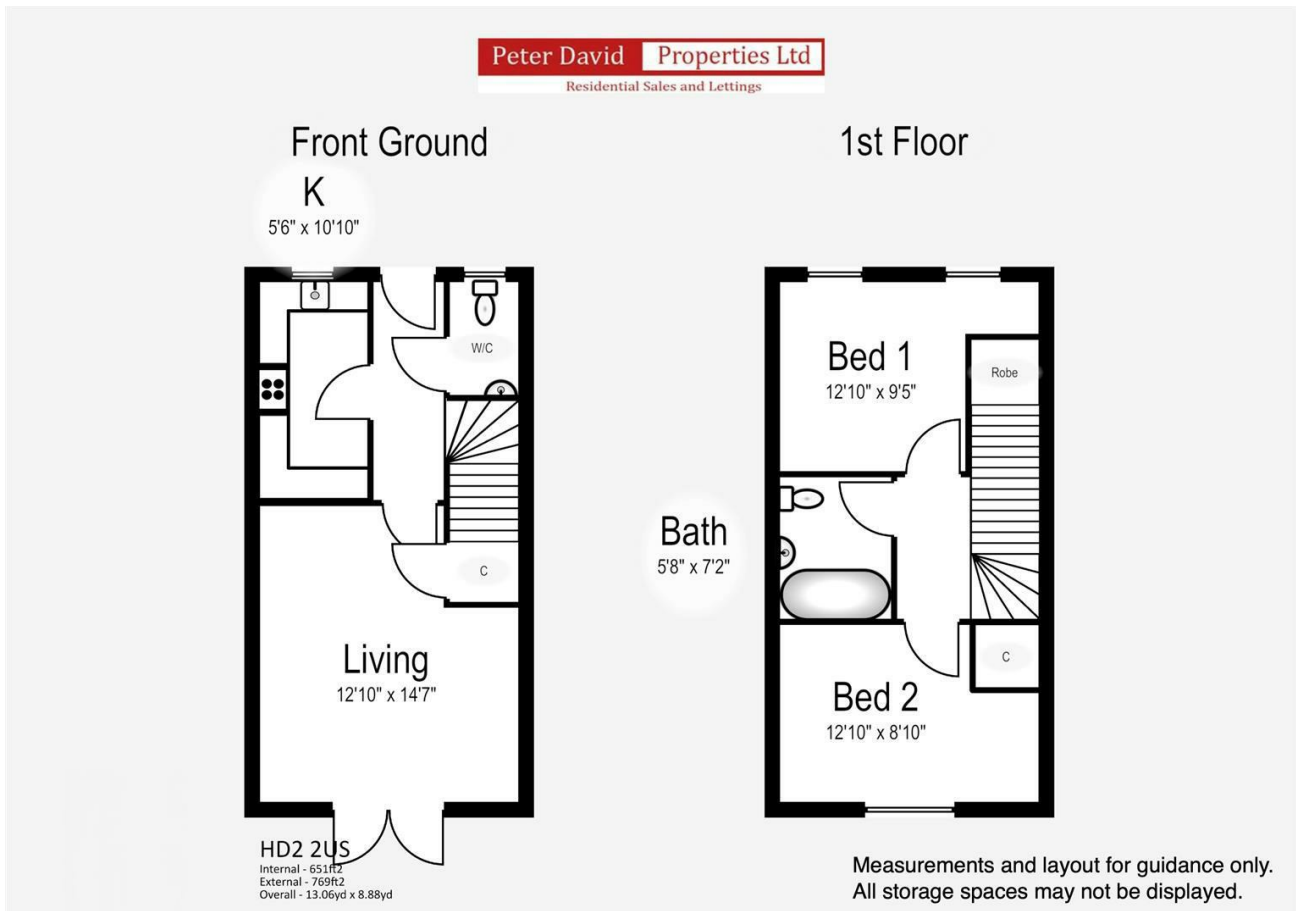 Peter David Properties Ltd
Residential Sales and Lettings
Front Ground
1st Floor
K
5'6" x 10'10"
W/C
C
Living
12'10" x 14'7"
Bed 1
12'10" x 9'5"
Robe
Bath
5'8" x 7'2"
C
Bed 2
12'10" x 8'10"
HD2 2US
Internal - 651ft2
External - 769ft2
Overall - 13.06yd x 8.88yd
Measurements and layout for guidance only.
All storage spaces may not be displayed.